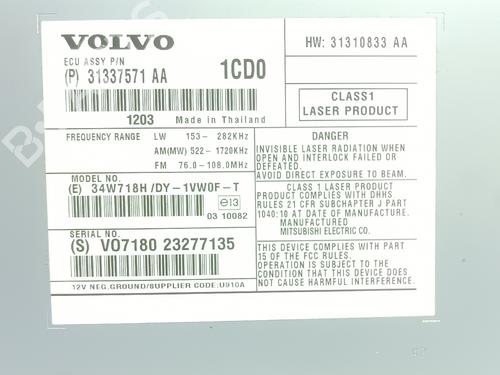 VOLVO
ECU ASSY P/N
(P) 31337571 AA
1CD0
1203
Made in Thailand
HW: 31310833 AA
CLASS1
LASER PRODUCT
FREQUENCY RANGE LW 153- 282KHz
AM(MW) 522-1720KHz
FM 76.0-108.0MHz
MODEL NO.
(E) 34W718H/DY-1VW0F-T
e13
03 10082
SERIAL NO.
(S) VO7180 23277135
12V NEG.GROUND/SUPPLIER CODE:U910A
DANGER
INVISIBLE LASER RADIATION WHEN
OPEN AND INTERLOCK FAILED OR
DEFEATED.
AVOID DIRECT EXPOSURE TO BEAM.
CLASS 1 LASER PRODUCT
PRODUCT COMPLIES WITH DHHS
RULES 21 CFR SUBCHAPTER J PART
1040:10 AT DATE OF MANUFACTURE.
MANUFACTURED
MITSUBISHI ELECTRIC CO.
THIS DEVICE COMPLIES WITH PART
15 OF THE FCC RULES.
OPERATION IS SUBJECT TO THE
CONDITION THAT THIS DEVICE DOES
NOT CAUSE HARMFUL INTERFERENCE.